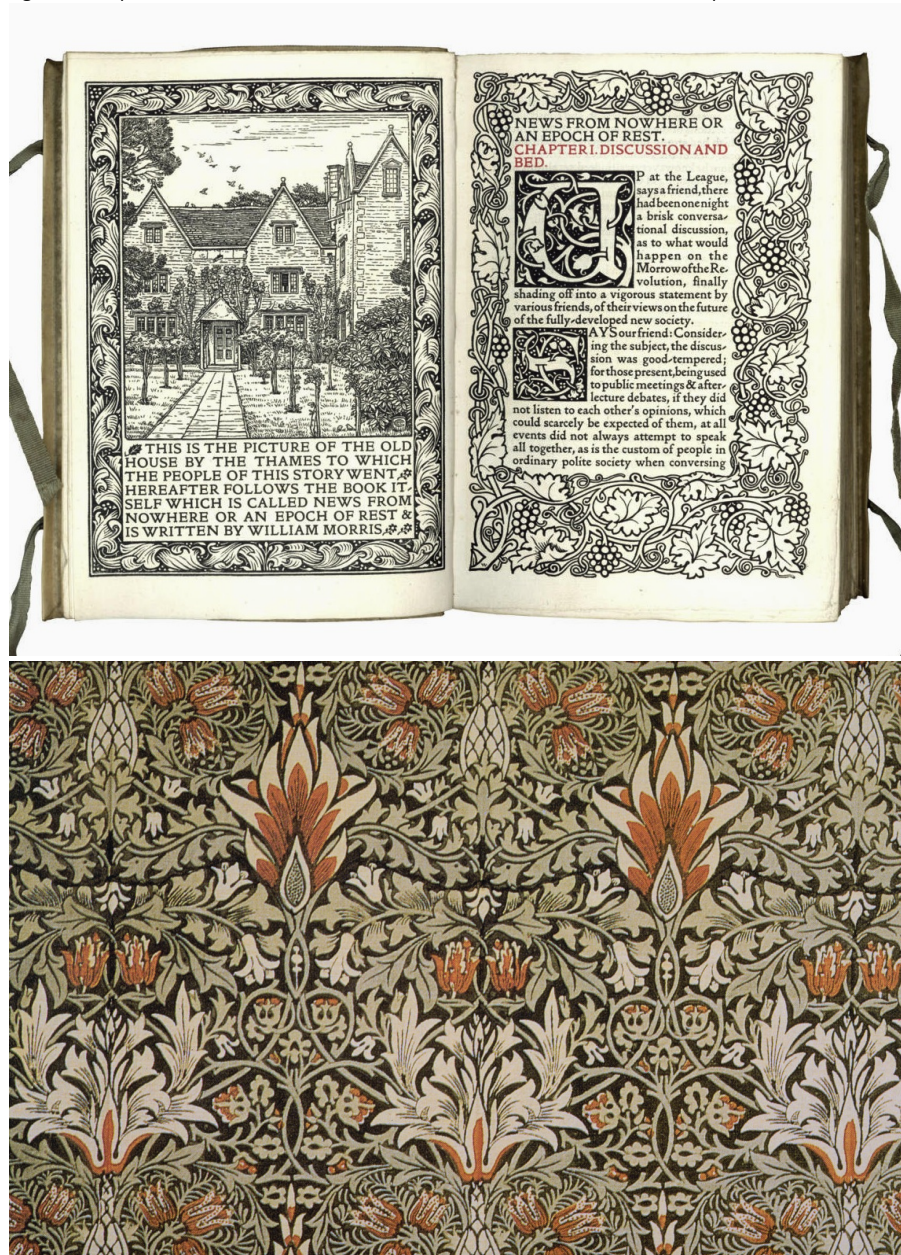 THIS IS THE PICTURE OF THE OLD
HOUSE BY THE THAMES TO WHICH
THE PEOPLE OF THIS STORY WENT
HEREAFTER FOLLOWS THE BOOK IT,
SELF WHICH IS CALLED NEWS FROM
NOWHERE OR AN EPOCH OF REST &
IS WRITTEN BY WILLIAM MORRIS
NEWS FROM NOWHERE OR
AN EPOCH OF REST.
CHAPTER I. DISCUSSION AND
BED.
UP at the League,
says a friend, there
had been one night
a brisk conversa-
tional discussion,
as to what would
happen on the
Morrow of the Re-
volution, finally
shading off into a vigorous statement by
various friends, of their views on the future
of the fully-developed new society.
SAYS our friend: Consider-
ing the subject, the discus-
sion was good-tempered;
for those present, being used
to public meetings & after-
lecture debates, if they did
not listen to each other's opinions, which
could scarcely be expected of them, at all
events did not always attempt to speak
all together, as is the custom of people in
ordinary polite society when conversing